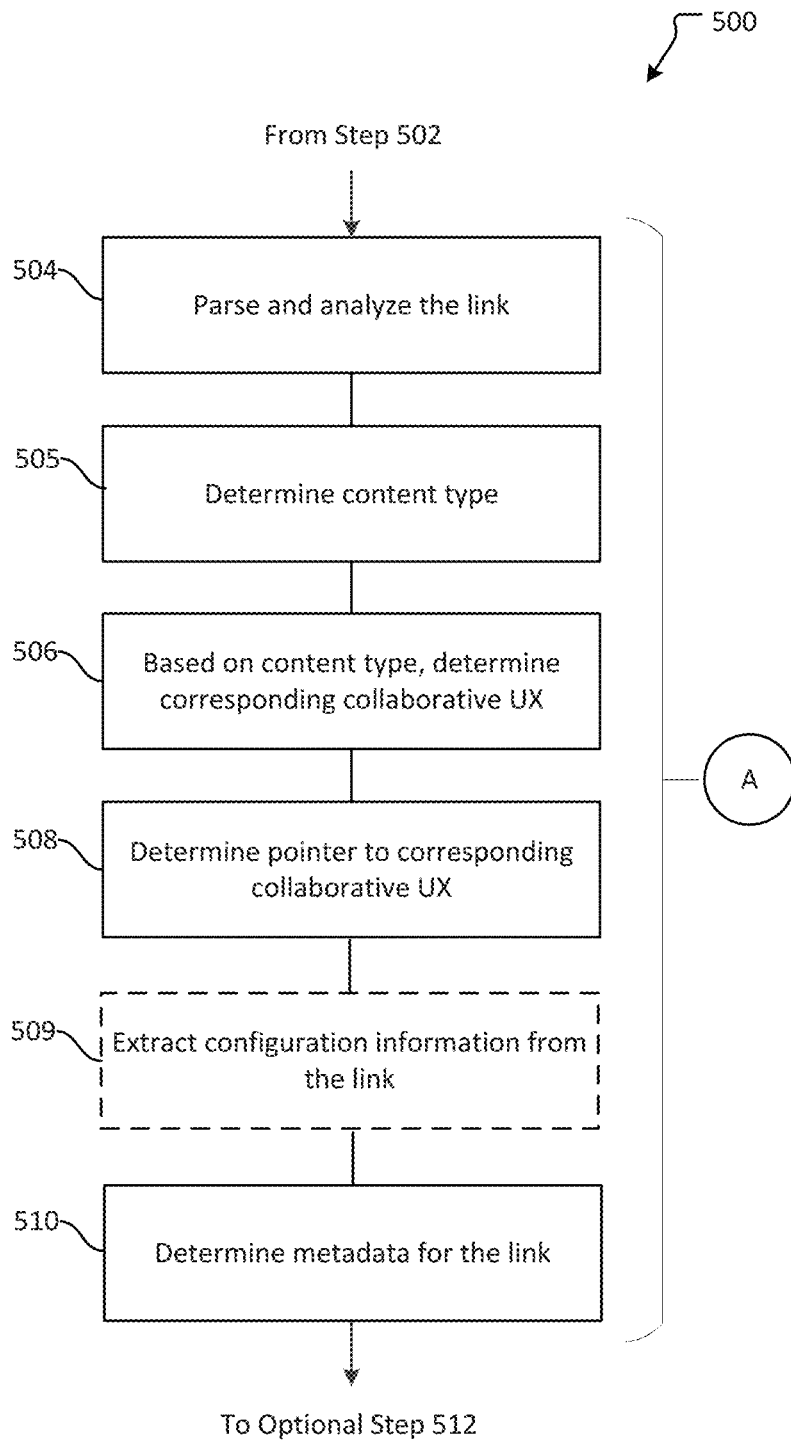 500
From Step 502
504
Parse and analyze the link
505
Determine content type
506
Based on content type, determine
corresponding collaborative UX
A
508
Determine pointer to corresponding
collaborative UX
509
Extract configuration information from
the link
510
Determine metadata for the link
To Optional Step 512